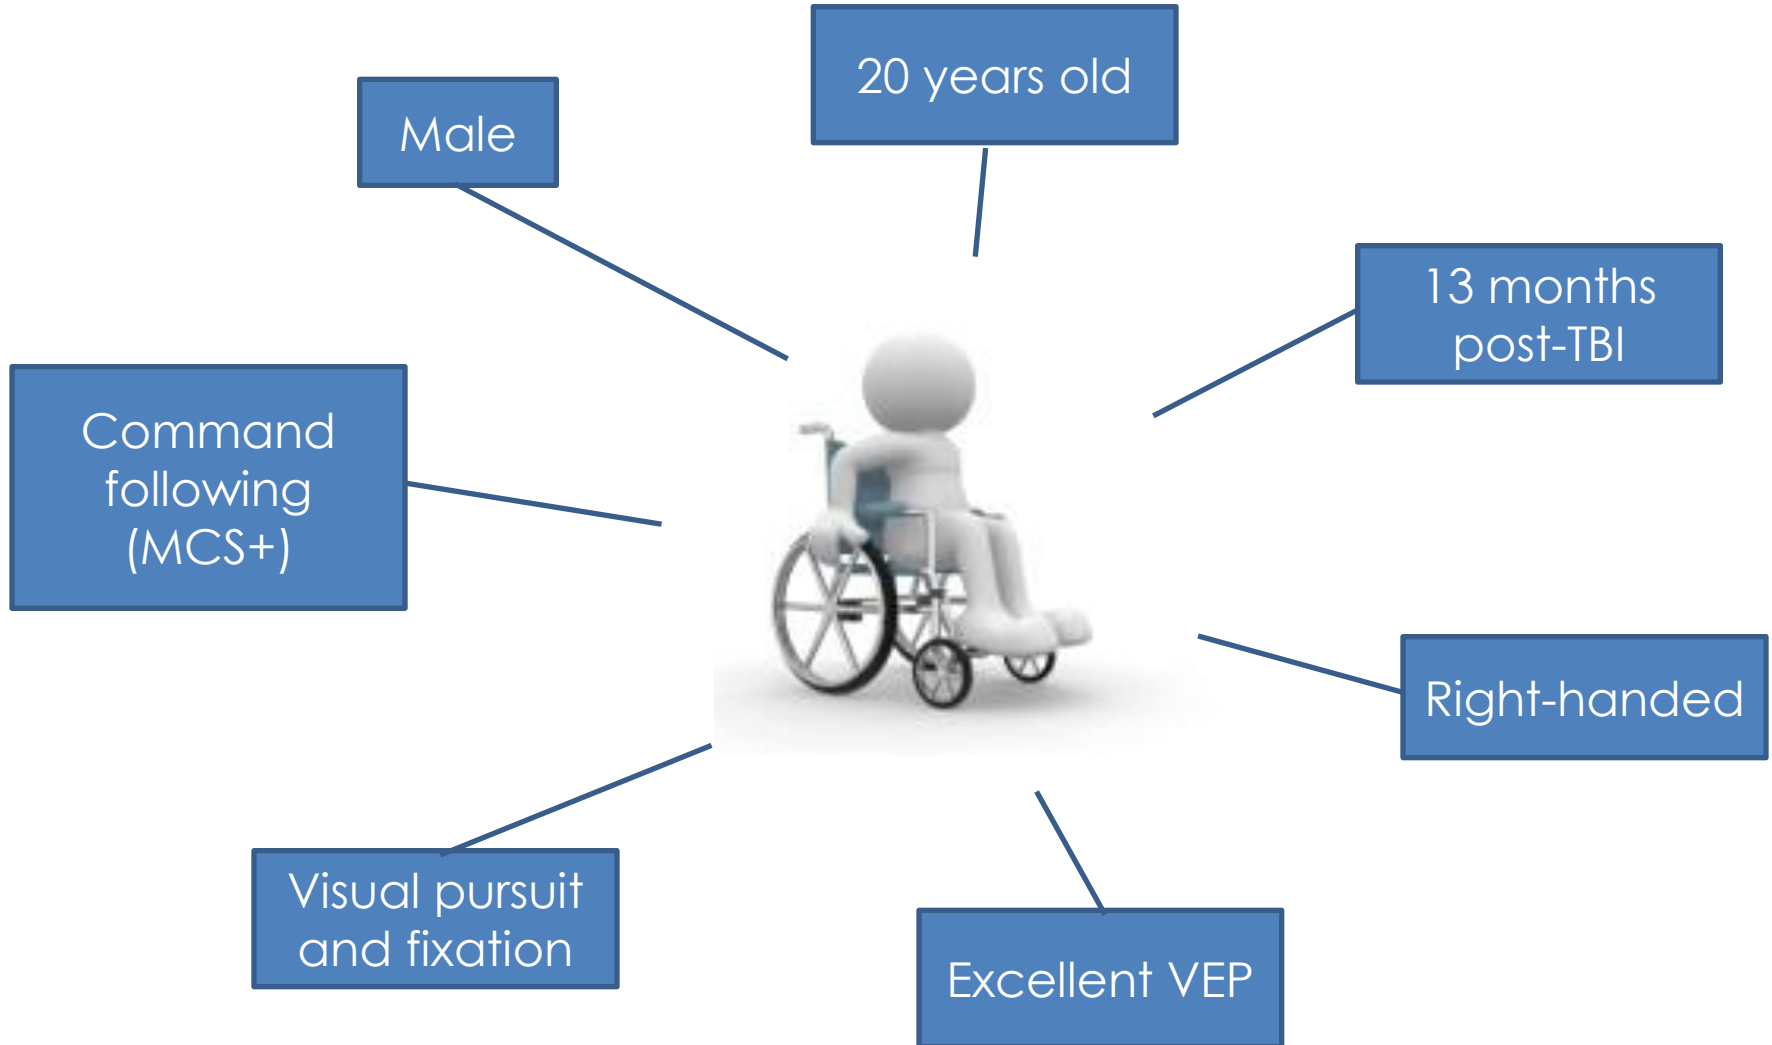 20 years old
Male
13 months
post-TBI
Command
following
(MCS+)
Right-handed
Visual pursuit
and fixation
Excellent VEP